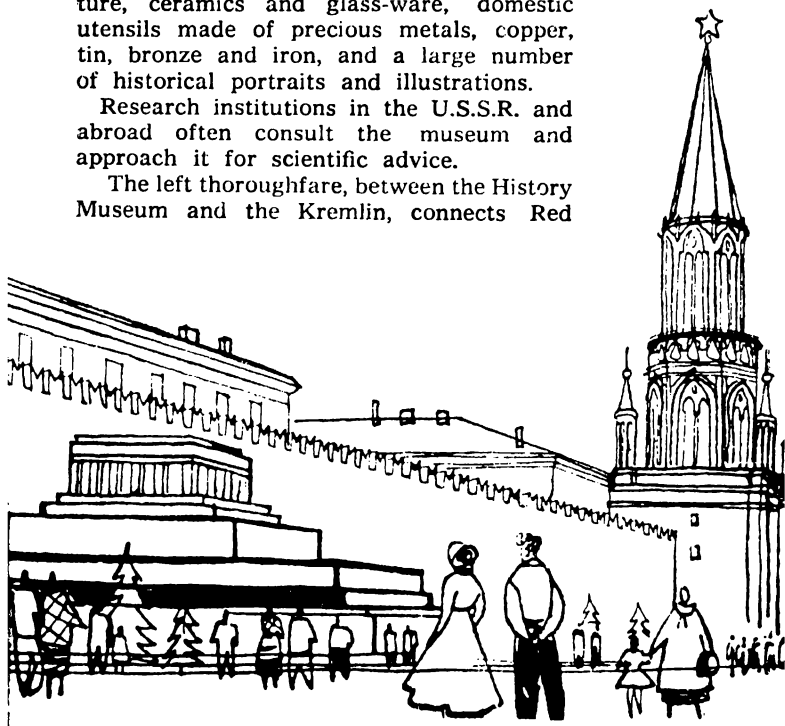 ture, ceramics and glass-ware, domestic
utensils made of precious metals, copper,
tin, bronze and iron, and a large number
of historical portraits and illustrations.
Research institutions in the U.S.S.R. and
abroad often consult the museum and
approach it for scientific advice.
The left thoroughfare, between the History
Museum and the Kremlin, connects Red